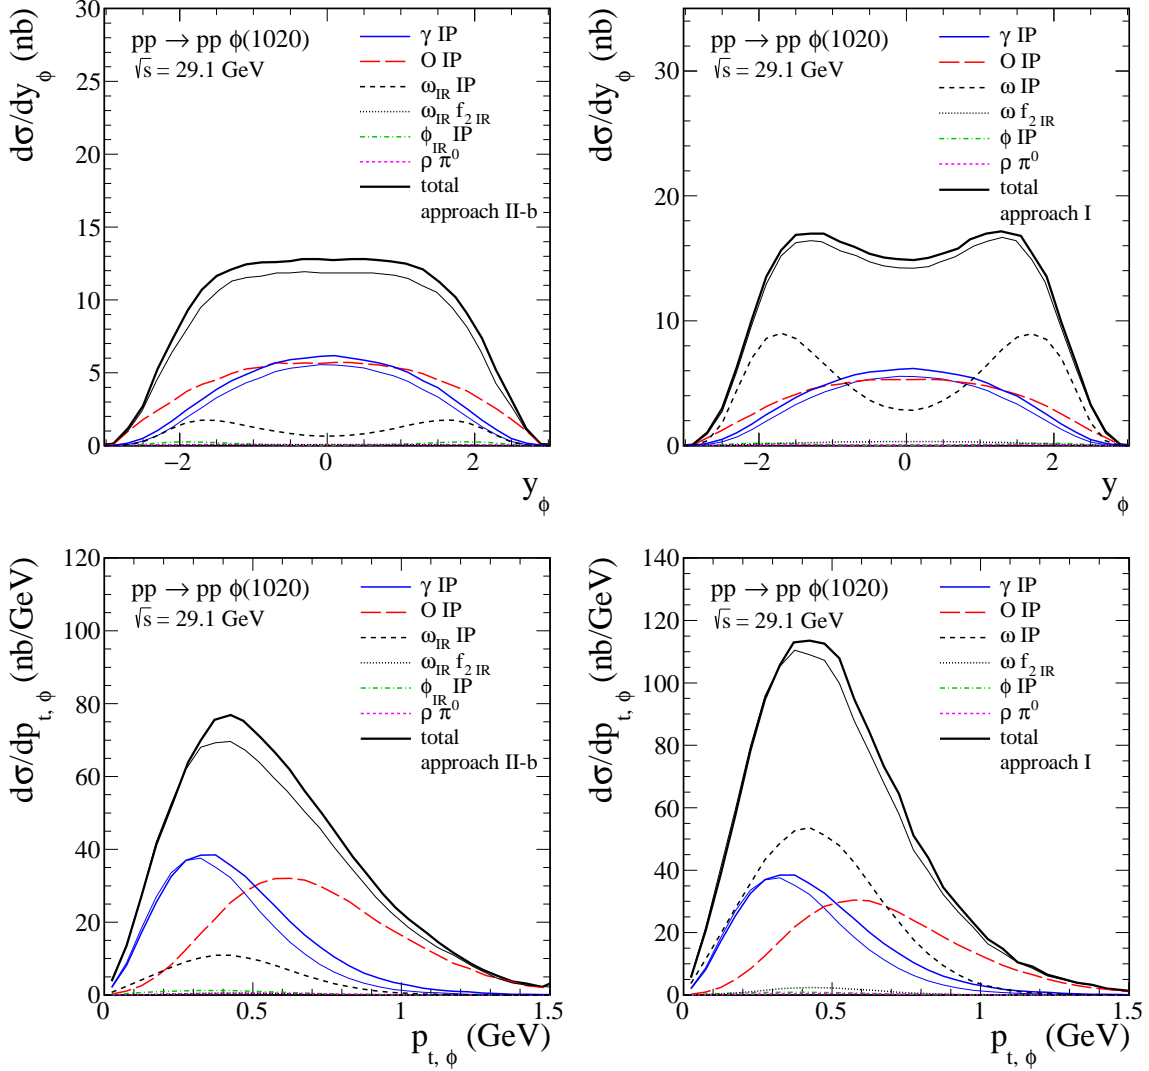 dσ/dy_ϕ (nb)
30
25
20
15
10
5
0
pp → pp ϕ(1020)
√s = 29.1 GeV
γ IP
O IP
ω_IR IP
ω_IR f_2 IR
ϕ_IR IP
ρ π⁰
total
approach II-b
−2 0 2
y_ϕ
dσ/dy_ϕ (nb)
30
20
10
0
pp → pp ϕ(1020)
√s = 29.1 GeV
γ IP
O IP
ω IP
ω f_2 IR
ϕ IP
ρ π⁰
total
approach I
−2 0 2
y_ϕ
dσ/dp_t, ϕ (nb/GeV)
120
100
80
60
40
20
0
pp → pp ϕ(1020)
√s = 29.1 GeV
γ IP
O IP
ω_IR IP
ω_IR f_2 IR
ϕ_IR IP
ρ π⁰
total
approach II-b
0 0.5 1 1.5
p_t, ϕ (GeV)
dσ/dp_t, ϕ (nb/GeV)
140
120
100
80
60
40
20
0
pp → pp ϕ(1020)
√s = 29.1 GeV
γ IP
O IP
ω IP
ω f_2 IR
ϕ IP
ρ π⁰
total
approach I
0 0.5 1 1.5
p_t, ϕ (GeV)